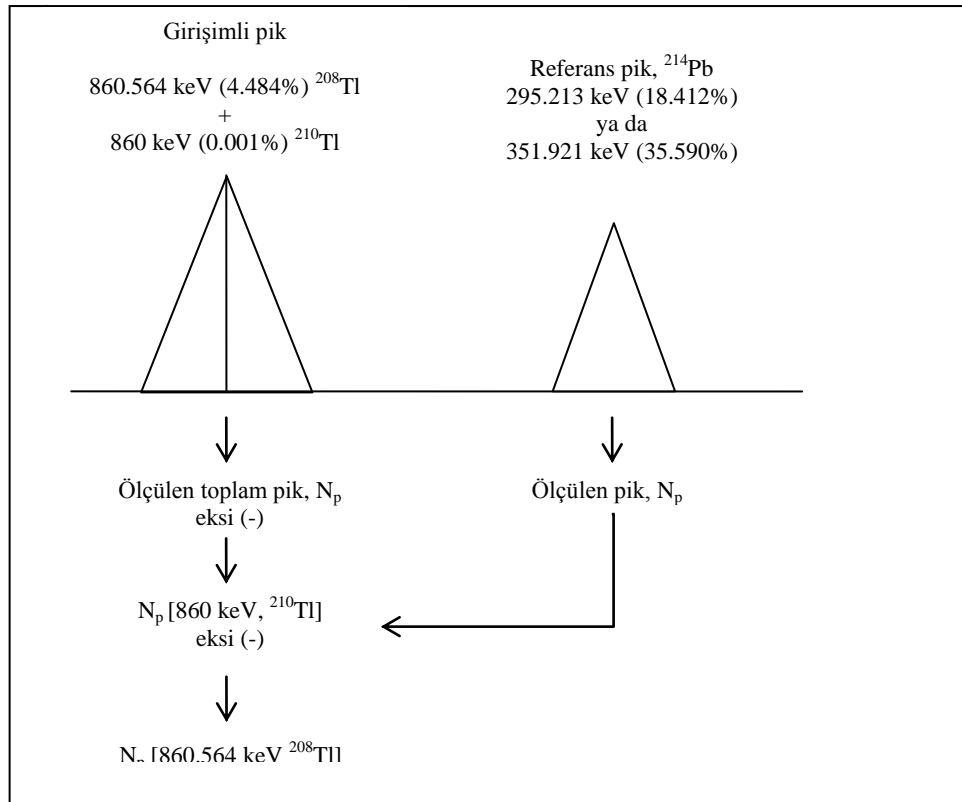 Girişimli pik
860.564 keV (4.484%) ²⁰⁸Tl
+
860 keV (0.001%) ²¹⁰Tl
Referans pik, ²¹⁴Pb
295.213 keV (18.412%)
ya da
351.921 keV (35.590%)
Ölçülen toplam pik, Nₚ
eksi (-)
Ölçülen pik, Nₚ
Nₚ [860 keV, ²¹⁰Tl]
eksi (-)
Nₚ [860.564 keV ²⁰⁸Tl]